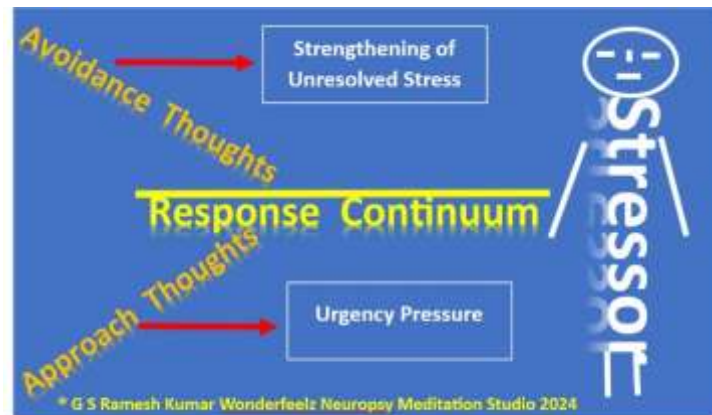 Avoidance Thoughts
Strengthening of
Unresolved Stress
Response Continuum
Stressor
Approach Thoughts
Urgency Pressure
* G S Ramesh Kumar Wonderfeelz Neuropsy Meditation Studio 2024